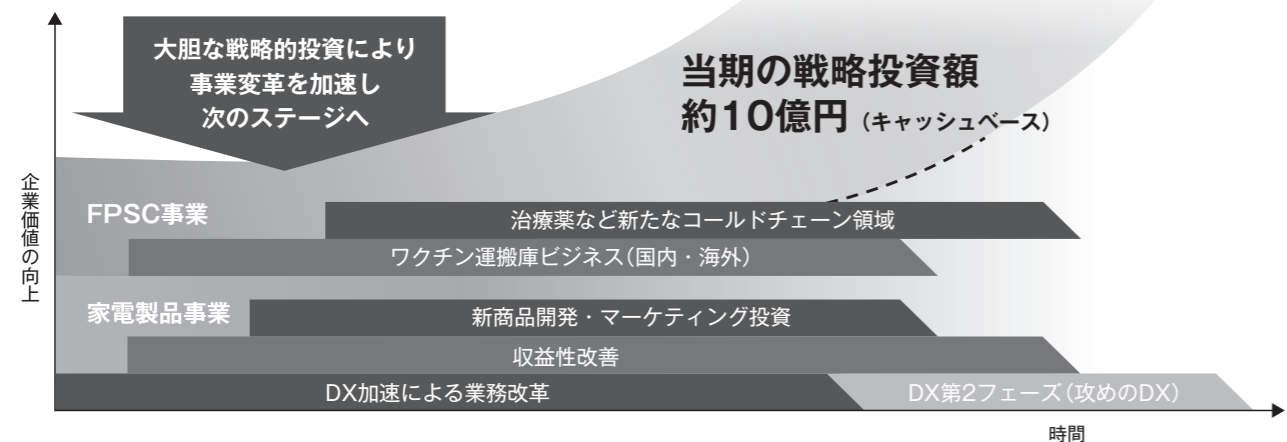 大胆な戦略的投資により
事業変革を加速し
次のステージへ
当期の戦略投資額
約10億円（キャッシュベース）
企業価値の向上
FPSC事業
治療薬など新たなコールドチェーン領域
ワクチン運搬庫ビジネス（国内・海外）
家電製品事業
新商品開発・マーケティング投資
収益性改善
DX加速による業務改革
DX第2フェーズ（攻めのDX）
時間